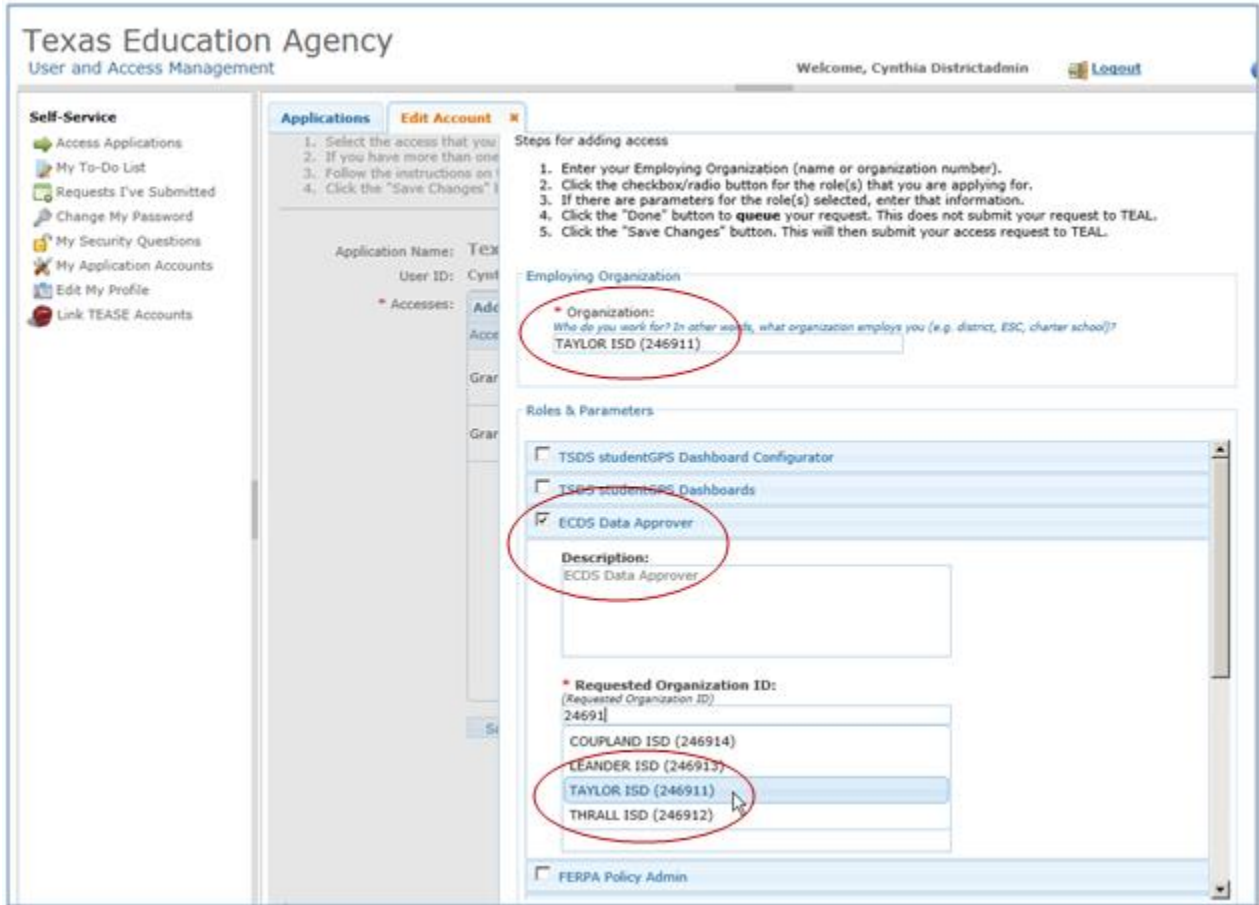 Texas Education Agency
User and Access Management
Welcome, Cynthia Districtadmin
Logout
Self-Service
Access Applications
My To-Do List
Requests I've Submitted
Change My Password
My Security Questions
My Application Accounts
Edit My Profile
Link TEASE Accounts
Applications
Edit Account
1. Select the access that you
2. If you have more than one
3. Follow the instructions on
4. Click the "Save Changes"
Application Name: Tex
User ID: Cynt
* Accesses: Add
Acce
Gran
Gran
Steps for adding access
1. Enter your Employing Organization (name or organization number).
2. Click the checkbox/radio button for the role(s) that you are applying for.
3. If there are parameters for the role(s) selected, enter that information.
4. Click the "Done" button to queue your request. This does not submit your request to TEAL.
5. Click the "Save Changes" button. This will then submit your access request to TEAL.
Employing Organization
* Organization:
Who do you work for? In other words, what organization employs you (e.g. district, ESC, charter school)?
TAYLOR ISD (246911)
Roles & Parameters
TSDS studentGPS Dashboard Configurator
TSDS studentGPS Dashboards
ECDS Data Approver
Description:
ECDS Data Approver
* Requested Organization ID:
(Requested Organization ID)
24691
COUPLAND ISD (246914)
LEANDER ISD (246913)
TAYLOR ISD (246911)
THRALL ISD (246912)
FERPA Policy Admin